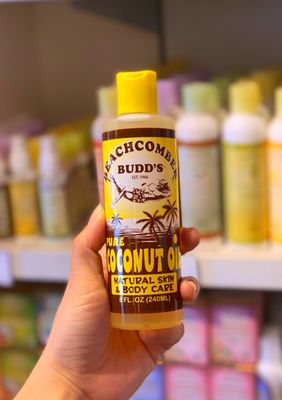 BEACHCOMBER
BUDD'S
EST. 1966
PURE
COCONUT OIL
NATURAL SKIN
& BODY CARE
8 FL OZ (240ML)